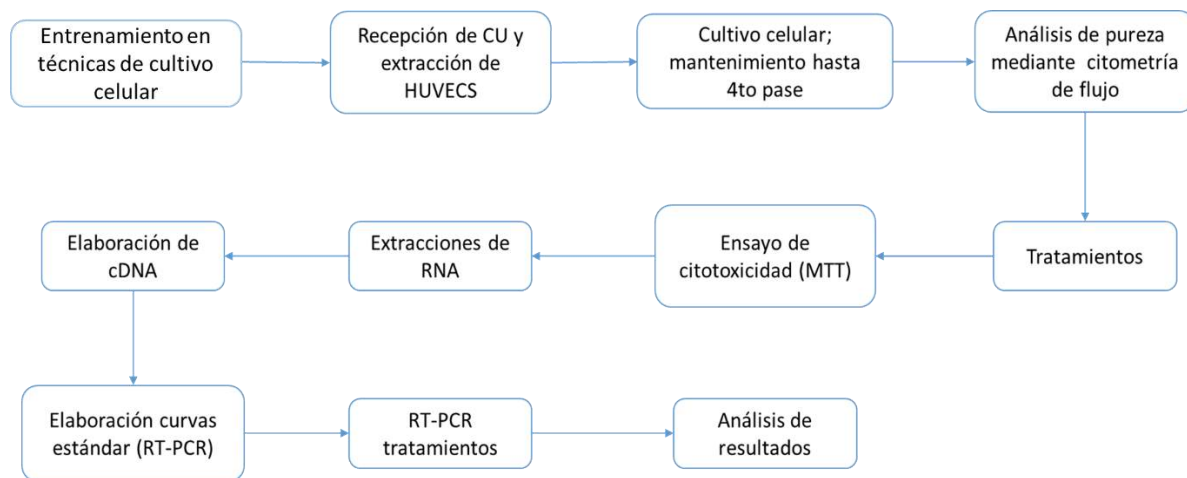 Entrenamiento en
técnicas de cultivo
celular
Recepción de CU y
extracción de
HUVECS
Cultivo celular;
mantenimiento hasta
4to pase
Análisis de pureza
mediante citometría
de flujo
Tratamientos
Ensayo de
citotoxicidad (MTT)
Extracciones de
RNA
Elaboración de
cDNA
Elaboración curvas
estándar (RT-PCR)
RT-PCR
tratamientos
Análisis de
resultados